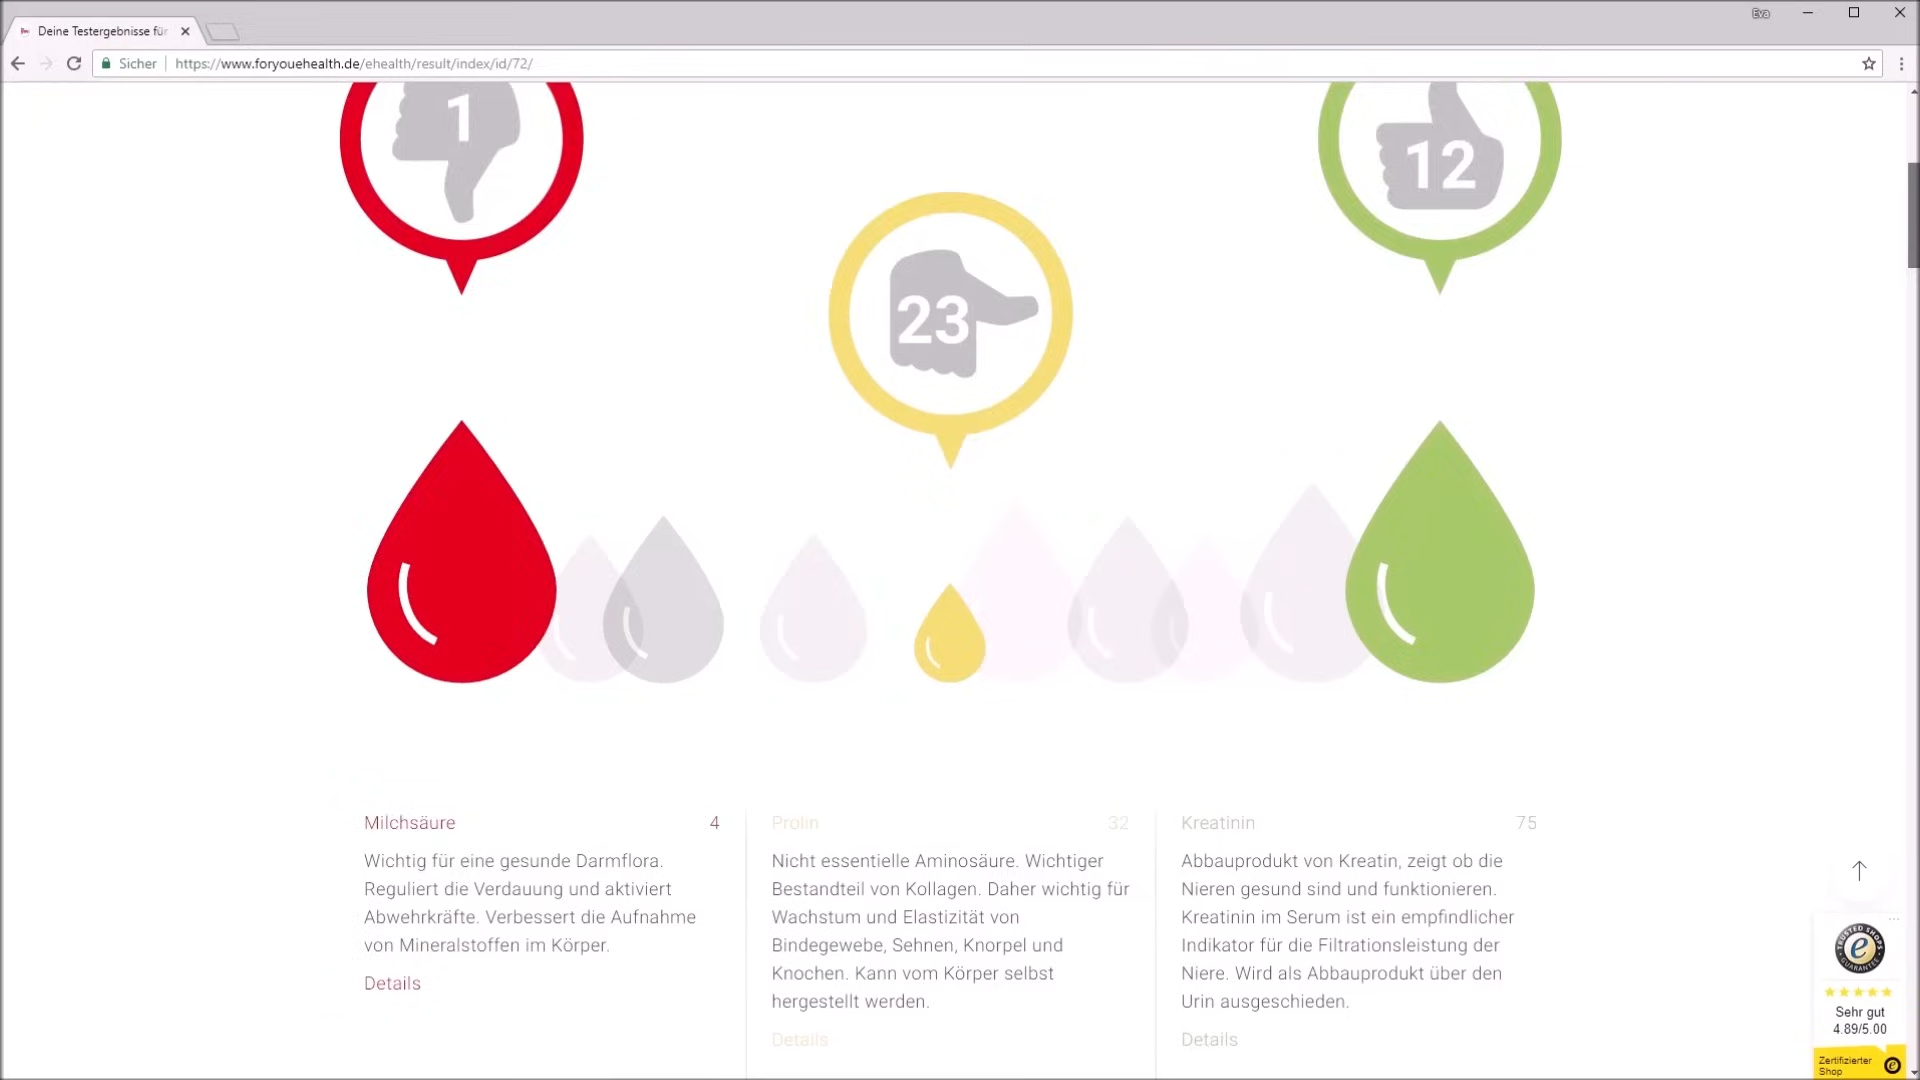 Eva
Deine Testergebnisse für
Sicher
https://www.foryouehealth.de/ehealth/result/index/id/72/
1
12
23
Milchsäure 4
Wichtig für eine gesunde Darmflora.
Reguliert die Verdauung und aktiviert
Abwehrkräfte. Verbessert die Aufnahme
von Mineralstoffen im Körper.
Details
Prolin 32
Nicht essentielle Aminosäure. Wichtiger
Bestandteil von Kollagen. Daher wichtig für
Wachstum und Elastizität von
Bindegewebe, Sehnen, Knorpel und
Knochen. Kann vom Körper selbst
hergestellt werden.
Details
Kreatinin 75
Abbauprodukt von Kreatin, zeigt ob die
Nieren gesund sind und funktionieren.
Kreatinin im Serum ist ein empfindlicher
Indikator für die Filtrationsleistung der
Niere. Wird als Abbauprodukt über den
Urin ausgeschieden.
Details
TRUSTED SHOPS
e
GUARANTEE
Sehr gut
4.89/5.00
Zertifizierter
Shop
e